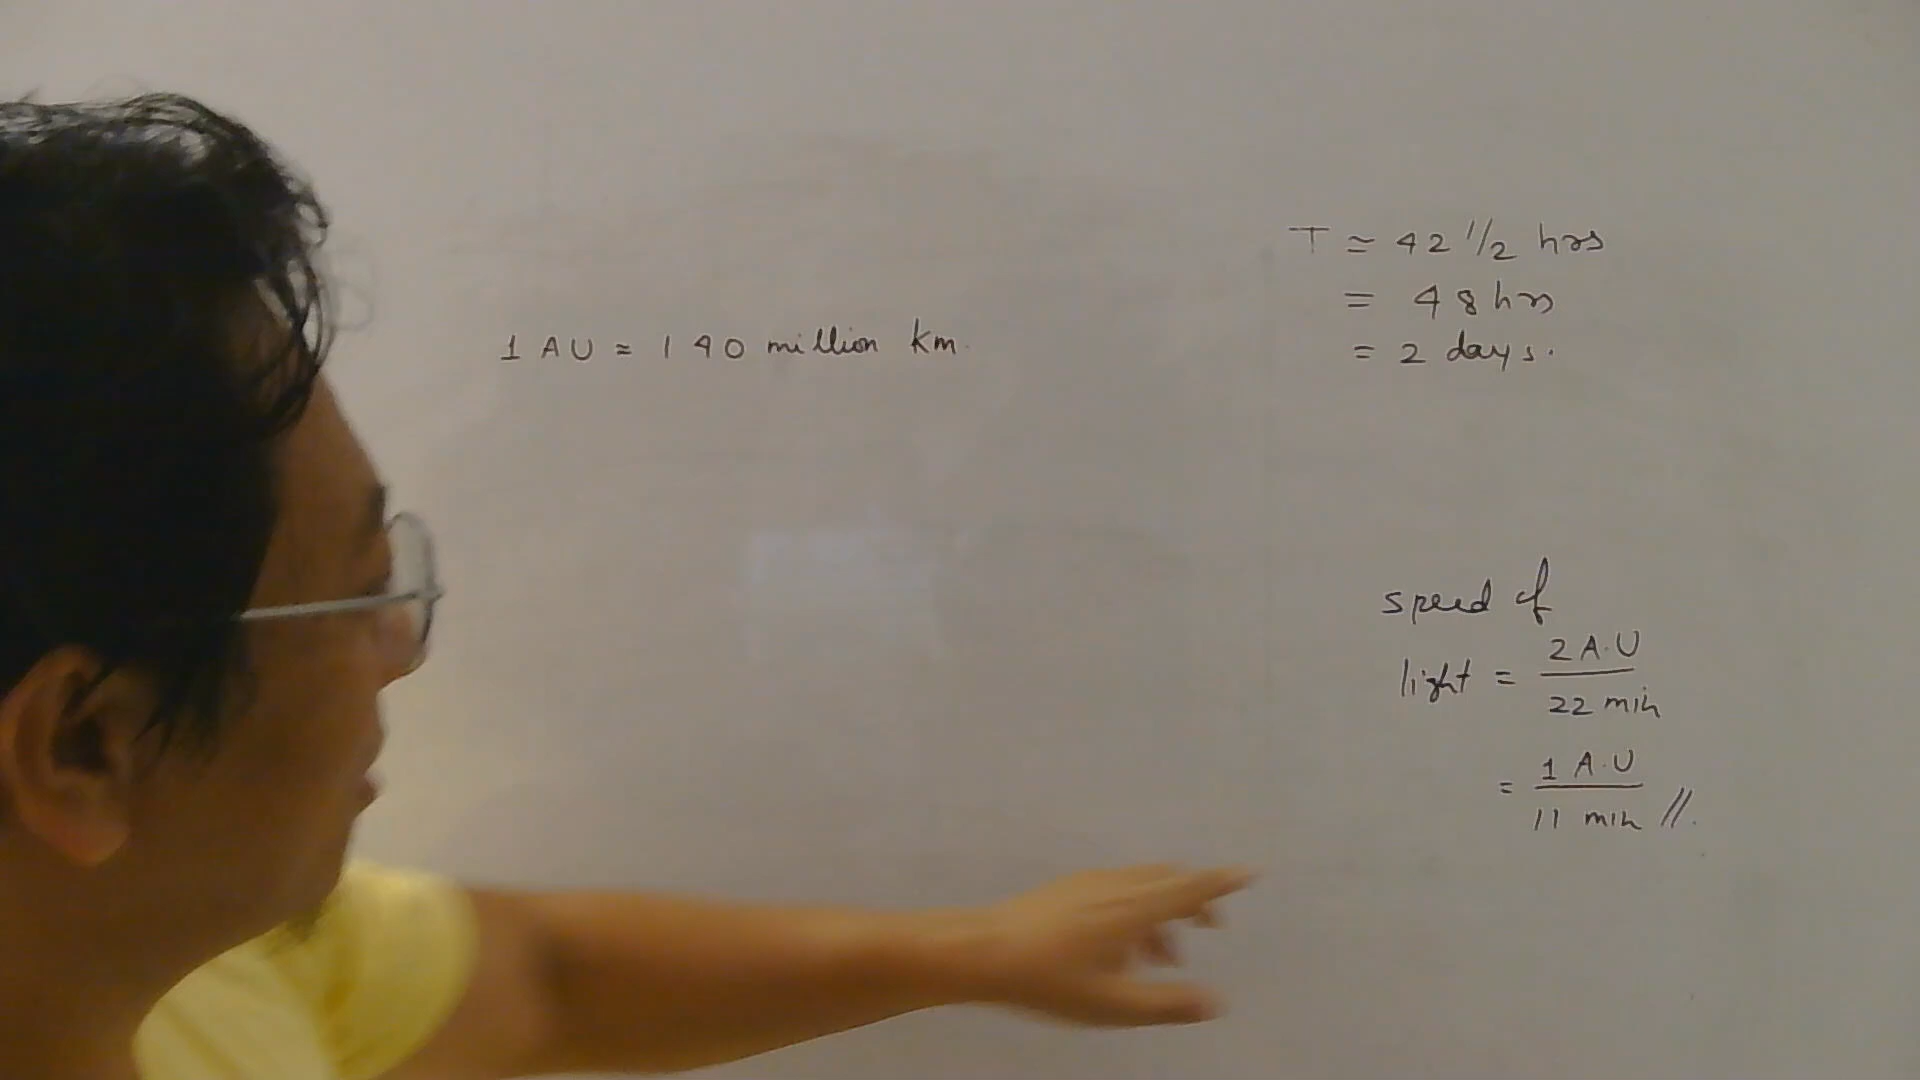 1 AU ≈ 140 million km.
T ≃ 42 1/2 hrs
= 48 hrs
= 2 days.
speed of
light = 2 A.U / 22 min
= 1 A.U / 11 min //.